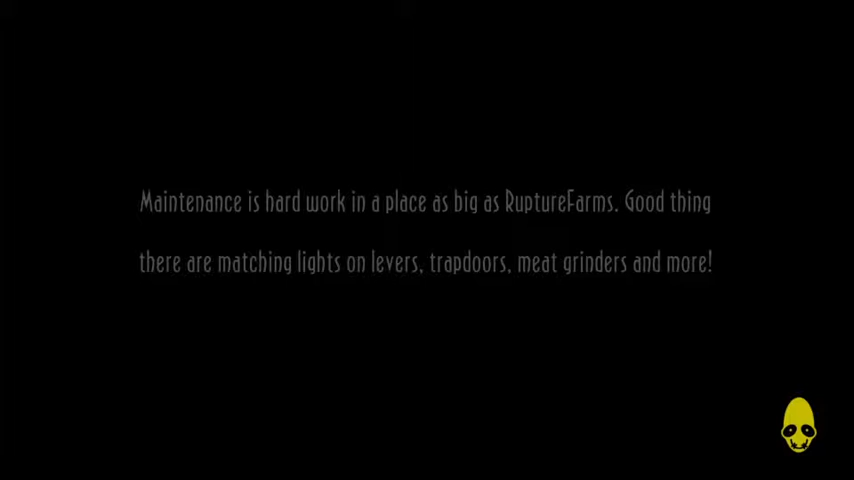 Maintenance is hard work in a place as big as RuptureFarms. Good thing
there are matching lights on levers, trapdoors, meat grinders and more!